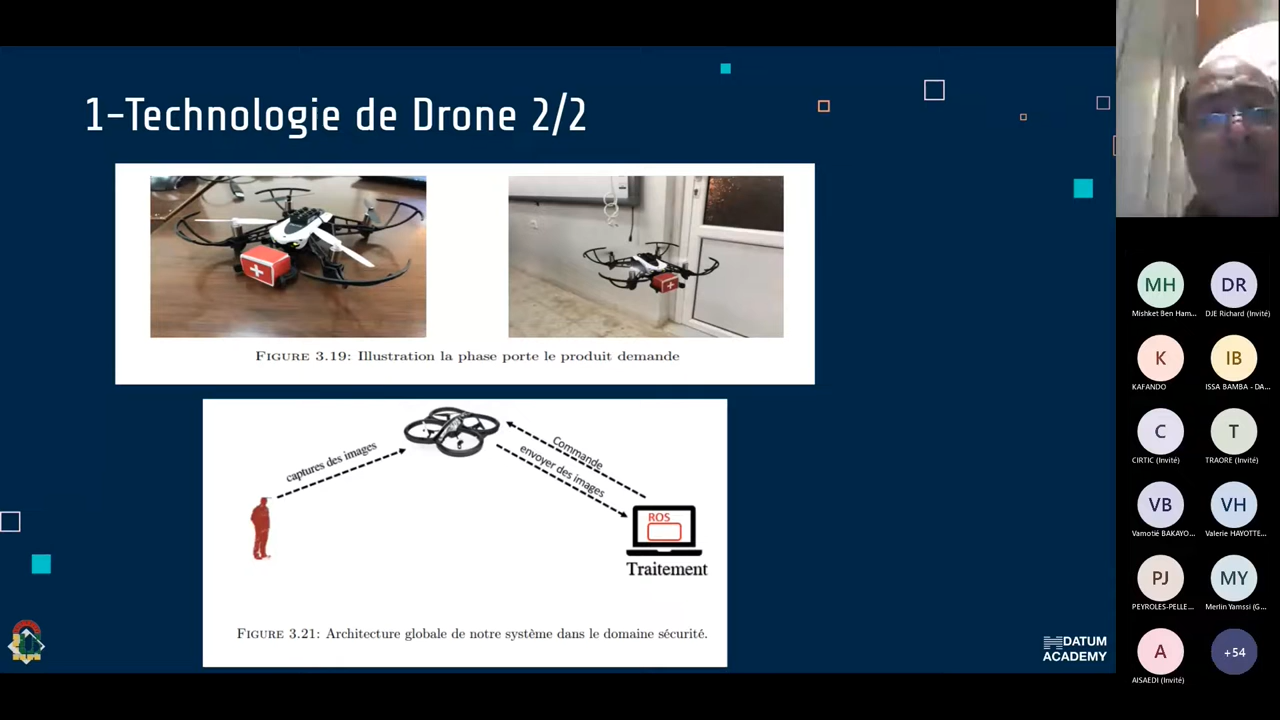 1-Technologie de Drone 2/2
FIGURE 3.19: Illustration la phase porte le produit demande
captures des images
Commande
envoyer des images
ROS
Traitement
FIGURE 3.21: Architecture globale de notre système dans le domaine sécurité.
DATUM
ACADEMY
MH
DR
Mishket Ben Ham...
DJE Richard (Invité)
K
IB
KAFANDO
ISSA BAMBA - DA...
C
T
CIRTIC (Invité)
TRAORE (Invité)
VB
VH
Vamotié BAKAYO...
Valerie HAYOTTE...
PJ
MY
PEYROLES-PELLE...
Merlin Yamssi (G...
A
+54
AISAEDI (Invité)